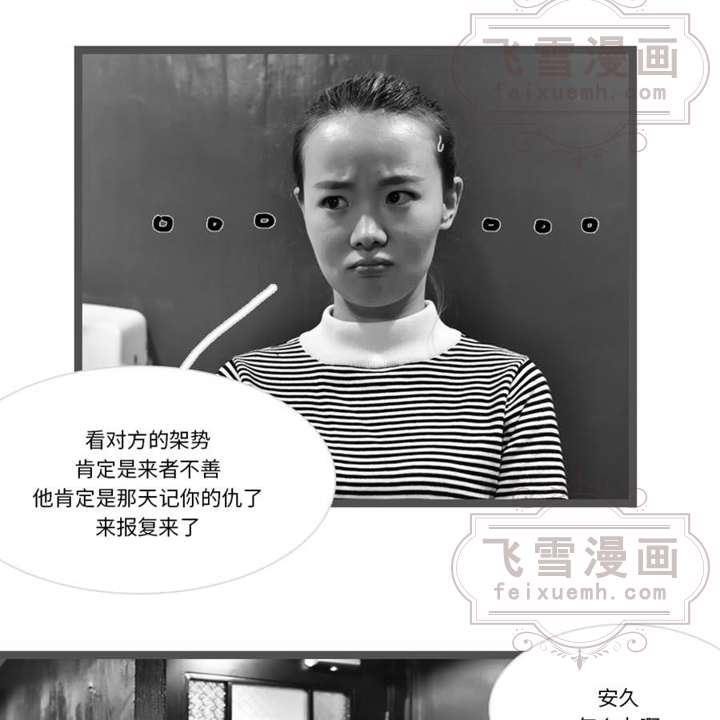 飞雪漫画
feixuemh.com
看对方的架势
肯定是来者不善
他肯定是那天记你的仇了
来报复来了
飞雪漫画
feixuemh.com
安久